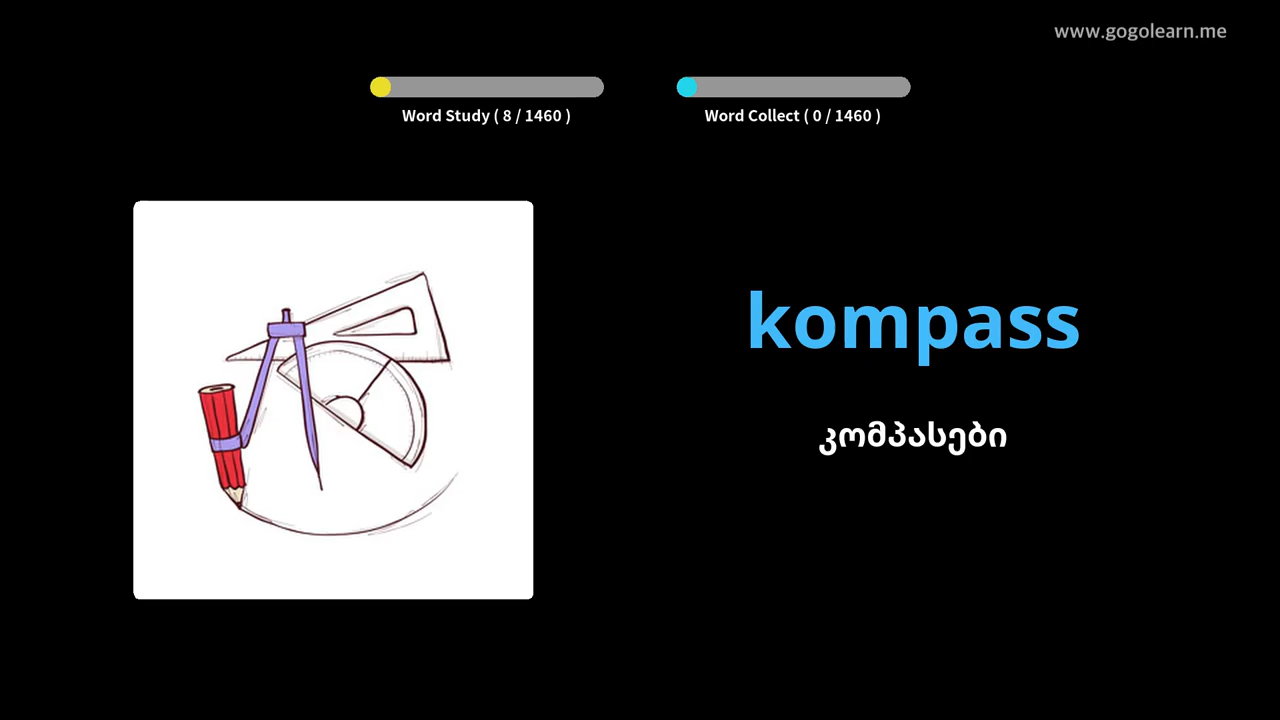 www.gogolearn.me
Word Study ( 8 / 1460 )
Word Collect ( 0 / 1460 )
kompass
კომპასები